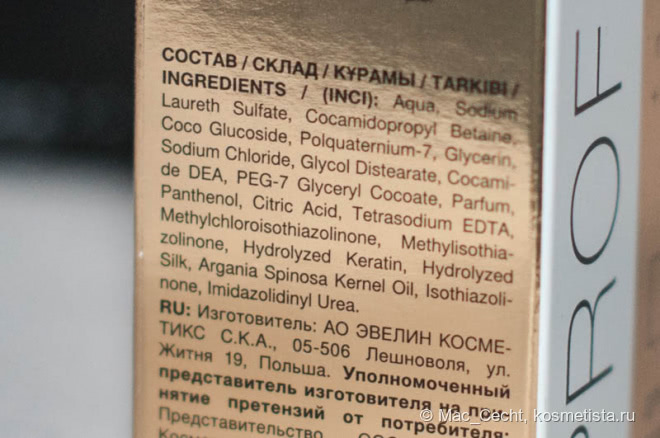 СОСТАВ / СКЛАД / ҚҰРАМЫ / TARKIBI /
INGREDIENTS / (INCI): Aqua, Sodium
Laureth Sulfate, Cocamidopropyl Betaine,
Coco Glucoside, Polquaternium-7, Glycerin,
Sodium Chloride, Glycol Distearate, Cocami-
de DEA, PEG-7 Glyceryl Cocoate, Parfum,
Panthenol, Citric Acid, Tetrasodium EDTA,
Methylchloroisothiazolinone, Methylisothia-
zolinone, Hydrolyzed Keratin, Hydrolyzed
Silk, Argania Spinosa Kernel Oil, Isothiazoli-
none, Imidazolidinyl Urea.
RU: Изготовитель: АО ЭВЕЛИН КОСМЕ-
ТИКС С.К.А., 05-506 Лешноволя, ул.
Житня 19, Польша. Уполномоченный
представитель изготовителя на при-
нятие претензий от потребителя:
Представительство ООО
PROF
© Mac_Cecht, kosmetista.ru